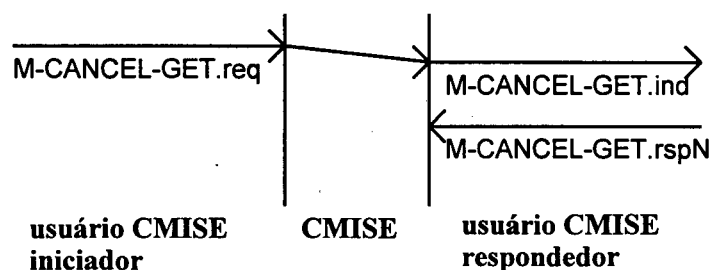 M-CANCEL-GET.req
M-CANCEL-GET.ind
M-CANCEL-GET.rspN
usuário CMISE
iniciador
CMISE
usuário CMISE
respondedor